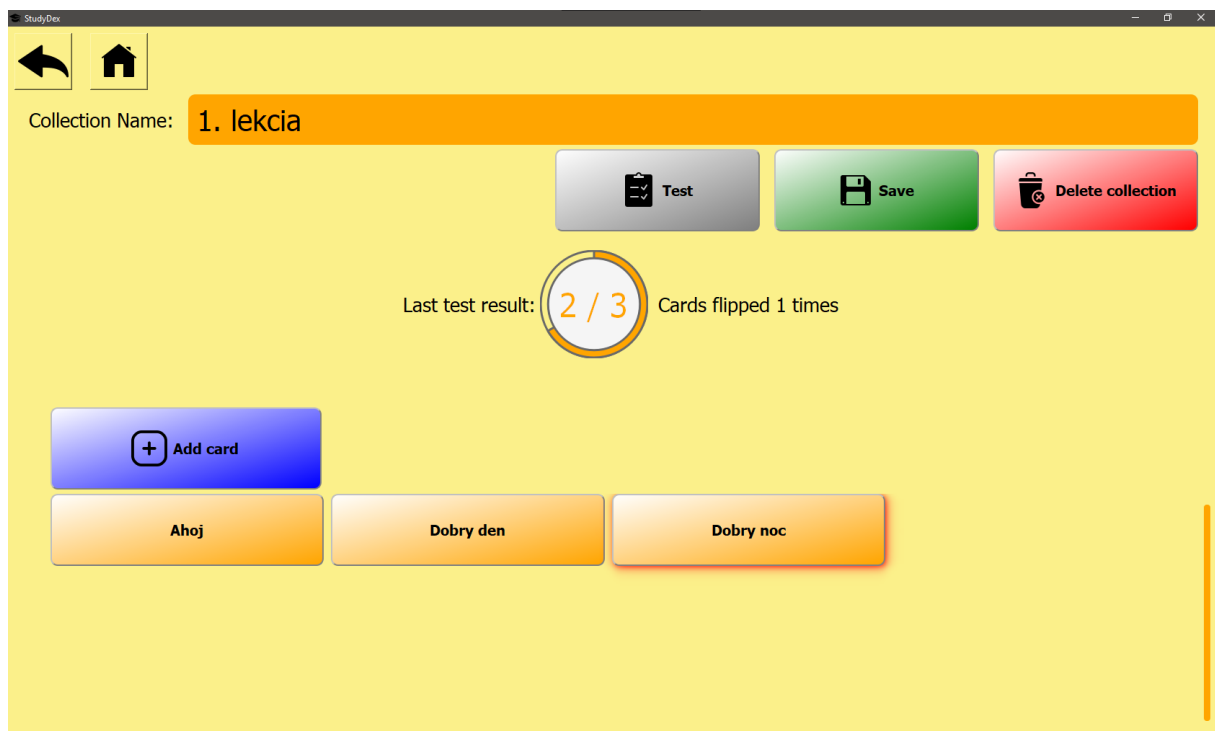 StudyDex
Collection Name: 1. lekcia
Test
Save
Delete collection
Last test result: 2 / 3 Cards flipped 1 times
Add card
Ahoj
Dobry den
Dobry noc